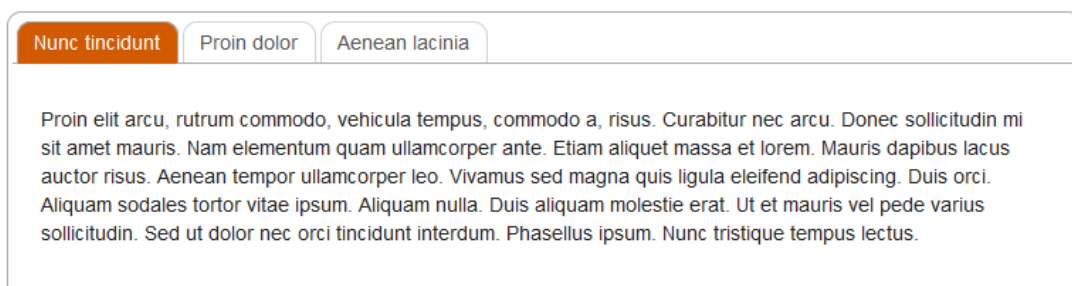 Nunc tincidunt
Proin dolor
Aenean lacinia
Proin elit arcu, rutrum commodo, vehicula tempus, commodo a, risus. Curabitur nec arcu. Donec sollicitudin mi
sit amet mauris. Nam elementum quam ullamcorper ante. Etiam aliquet massa et lorem. Mauris dapibus lacus
auctor risus. Aenean tempor ullamcorper leo. Vivamus sed magna quis ligula eleifend adipiscing. Duis orci.
Aliquam sodales tortor vitae ipsum. Aliquam nulla. Duis aliquam molestie erat. Ut et mauris vel pede varius
sollicitudin. Sed ut dolor nec orci tincidunt interdum. Phasellus ipsum. Nunc tristique tempus lectus.